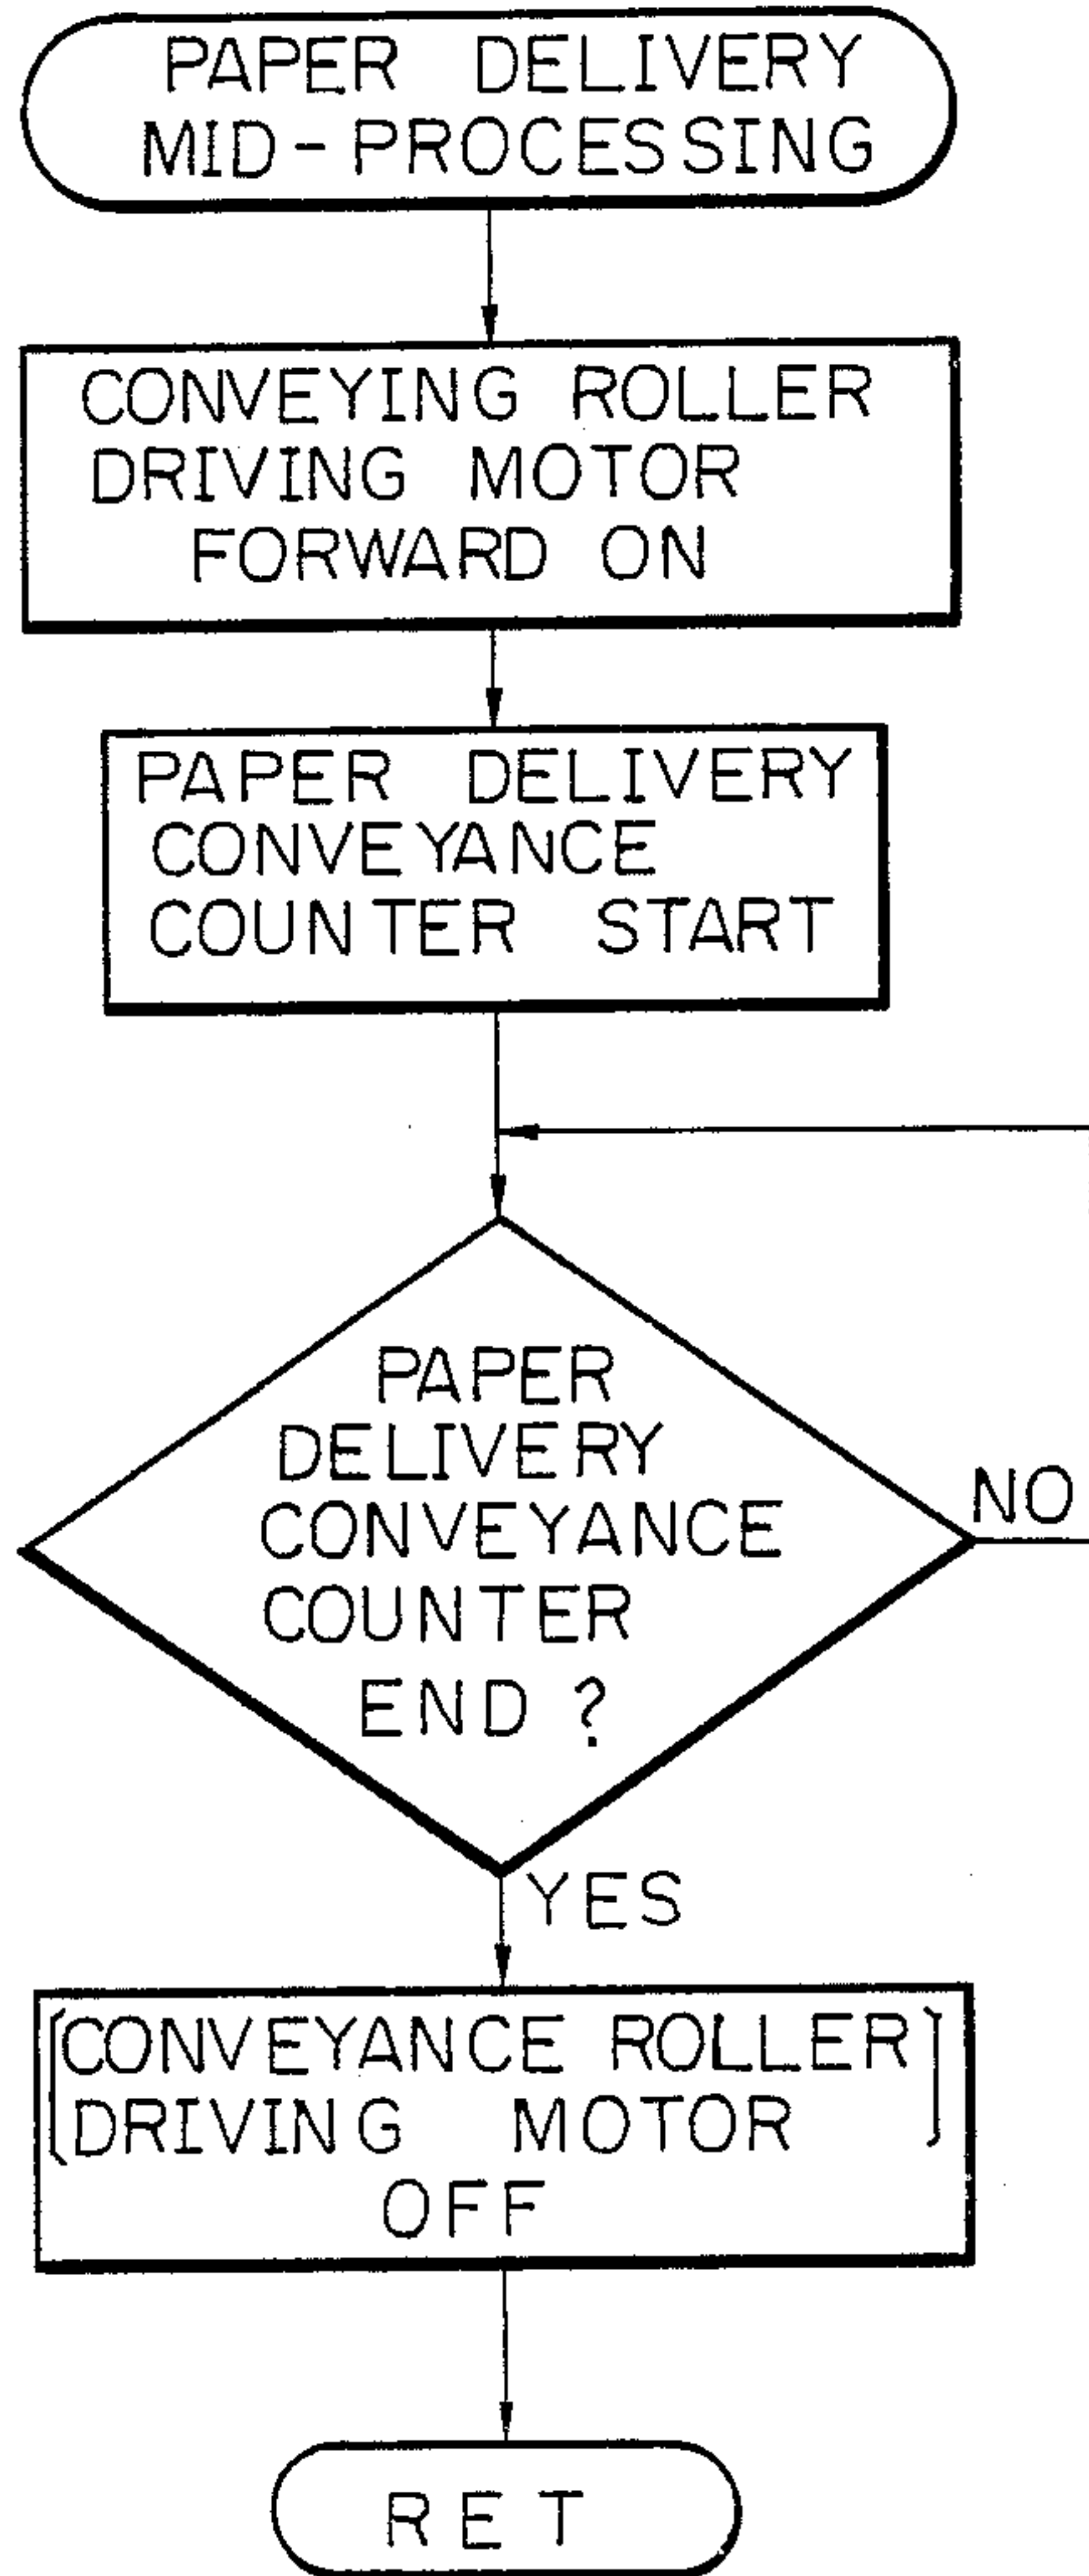 PAPER DELIVERY
MID-PROCESSING
CONVEYING ROLLER
DRIVING MOTOR
FORWARD ON
PAPER DELIVERY
CONVEYANCE
COUNTER START
PAPER
DELIVERY
CONVEYANCE
COUNTER
END ?
NO
YES
[CONVEYANCE ROLLER
DRIVING MOTOR]
OFF
RET